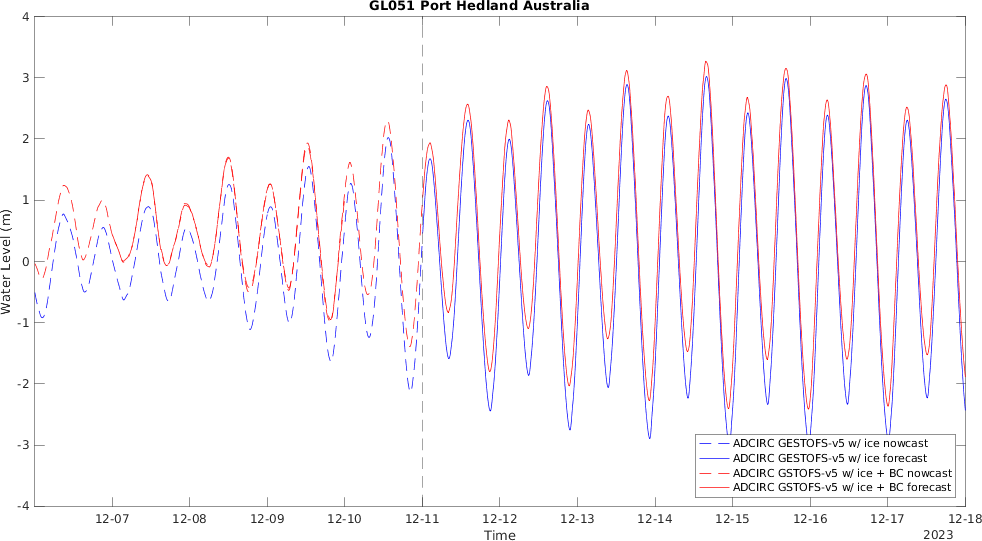 GL051 Port Hedland Australia
4
3
2
1
0
-1
-2
-3
-4
Water Level (m)
ADCIRC GESTOFS-v5 w/ ice nowcast
ADCIRC GESTOFS-v5 w/ ice forecast
ADCIRC GSTOFS-v5 w/ ice + BC nowcast
ADCIRC GSTOFS-v5 w/ ice + BC forecast
12-07 12-08 12-09 12-10 12-11 12-12 12-13 12-14 12-15 12-16 12-17 12-18
Time
2023